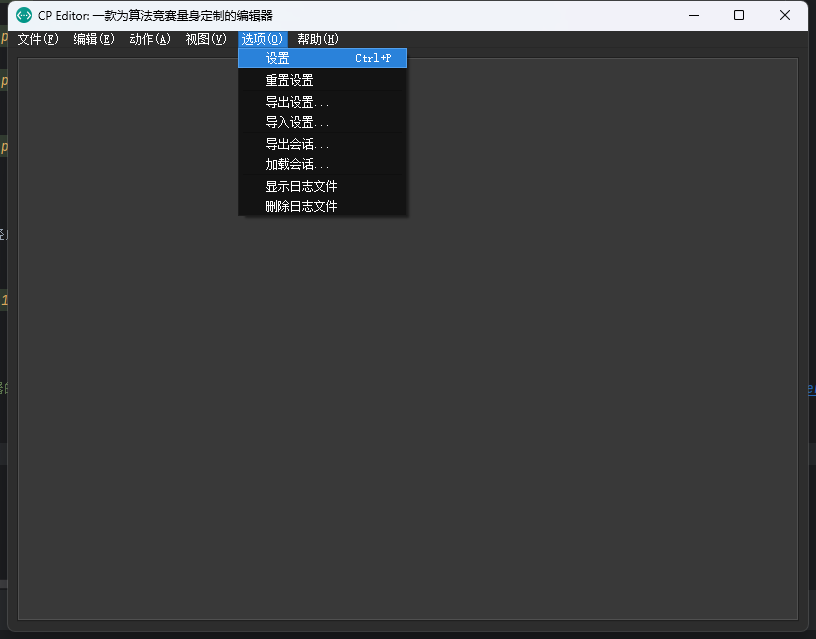 CP Editor: 一款为算法竞赛量身定制的编辑器
文件(F) 编辑(E) 动作(A) 视图(V) 选项(O) 帮助(H)
设置 Ctrl+P
重置设置
导出设置...
导入设置...
导出会话...
加载会话...
显示日志文件
删除日志文件